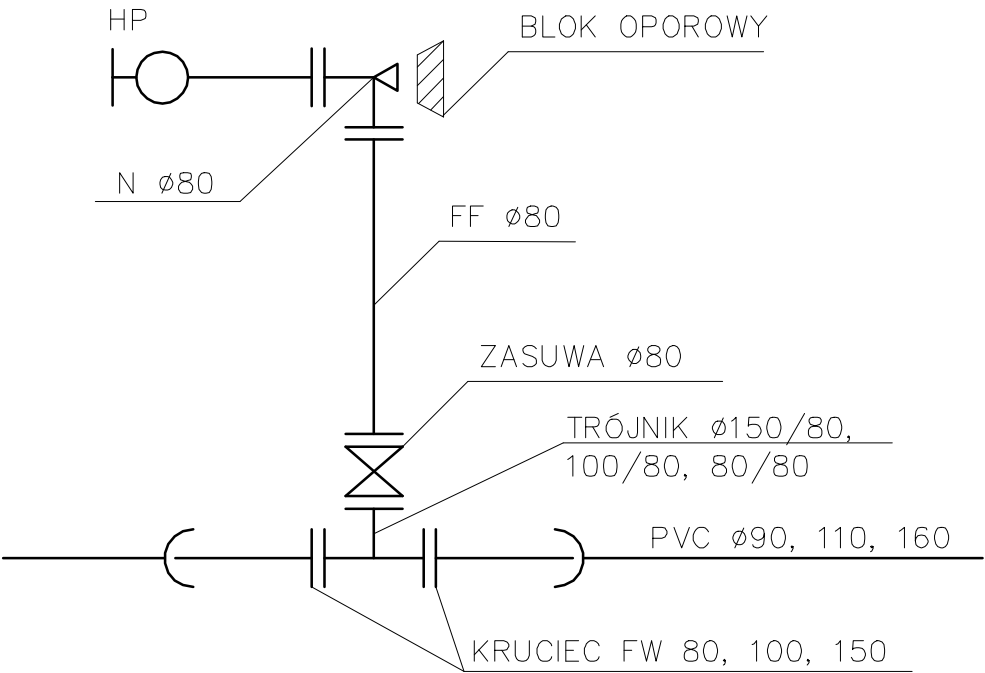 HP
BLOK OPOROWY
N ø80
FF ø80
ZASUWA ø80
TRÓJNIK ø150/80,
100/80, 80/80
PVC ø90, 110, 160
KRUCIEC FW 80, 100, 150